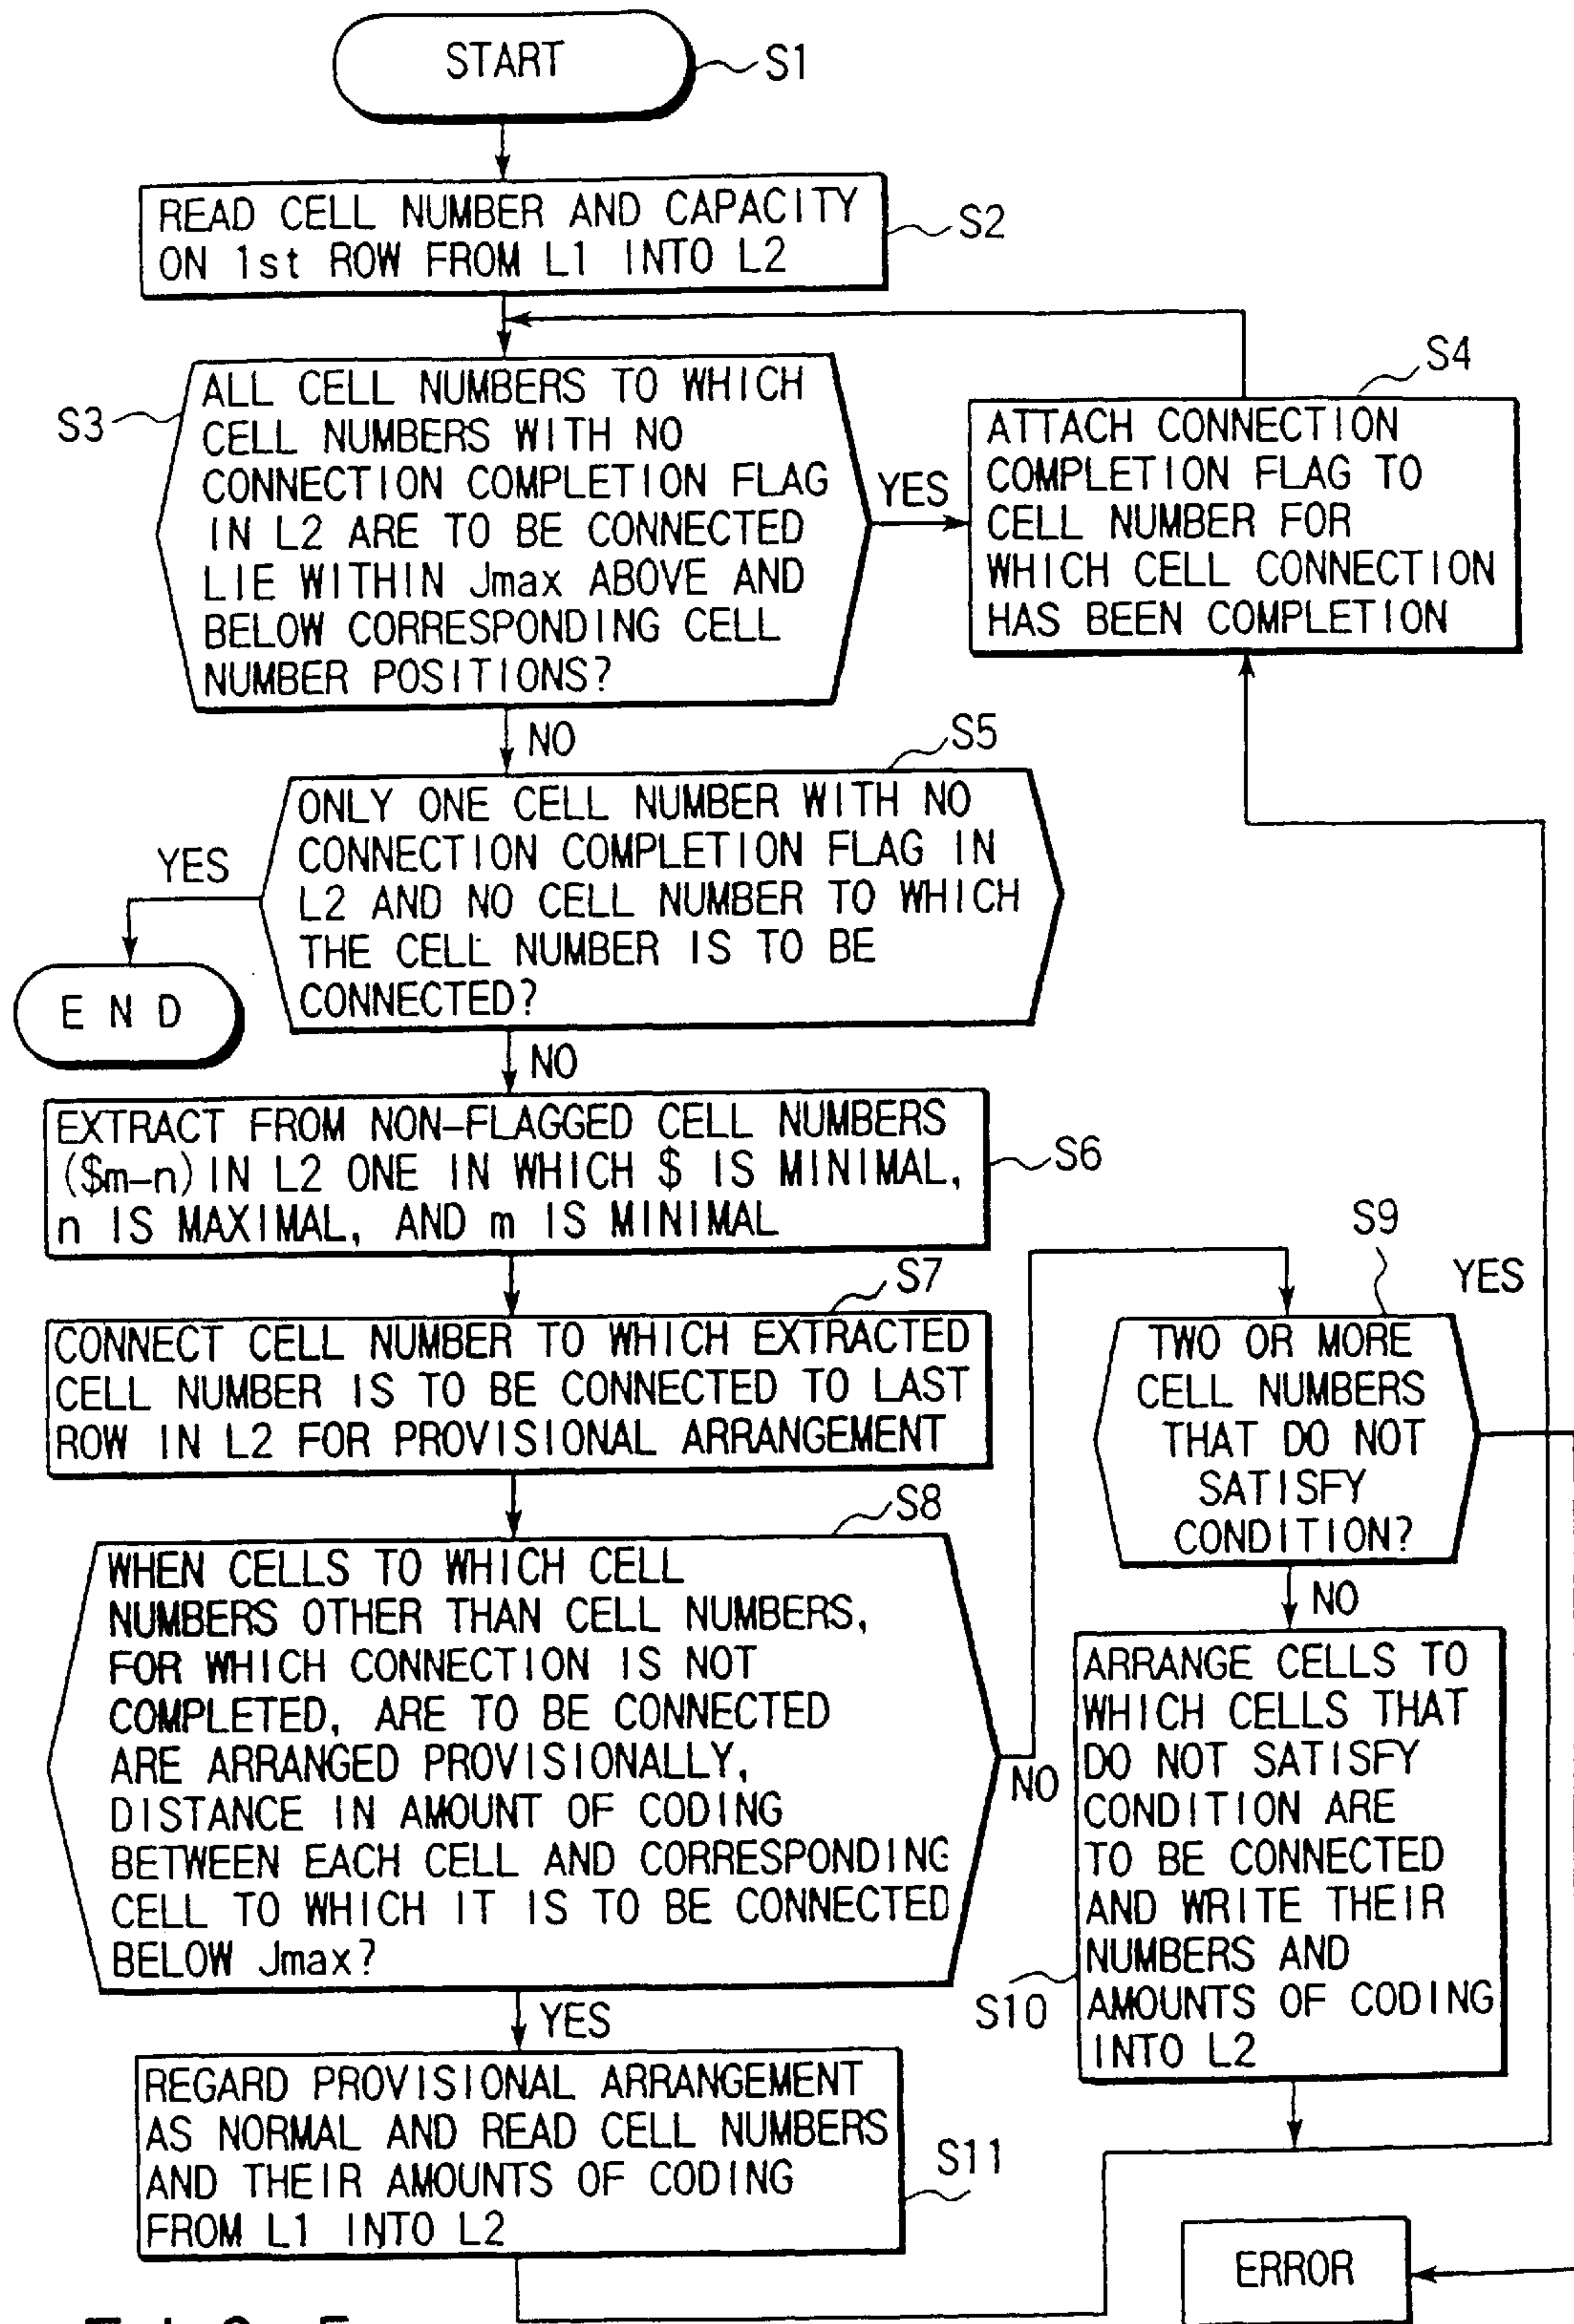 START
S1
READ CELL NUMBER AND CAPACITY
ON 1st ROW FROM L1 INTO L2
S2
S3
ALL CELL NUMBERS TO WHICH
CELL NUMBERS WITH NO
CONNECTION COMPLETION FLAG
IN L2 ARE TO BE CONNECTED
LIE WITHIN Jmax ABOVE AND
BELOW CORRESPONDING CELL
NUMBER POSITIONS?
YES
S4
ATTACH CONNECTION
COMPLETION FLAG TO
CELL NUMBER FOR
WHICH CELL CONNECTION
HAS BEEN COMPLETION
NO
S5
ONLY ONE CELL NUMBER WITH NO
CONNECTION COMPLETION FLAG IN
L2 AND NO CELL NUMBER TO WHICH
THE CELL NUMBER IS TO BE
CONNECTED?
YES
END
NO
EXTRACT FROM NON-FLAGGED CELL NUMBERS
($m-n) IN L2 ONE IN WHICH $ IS MINIMAL,
n IS MAXIMAL, AND m IS MINIMAL
S6
S7
CONNECT CELL NUMBER TO WHICH EXTRACTED
CELL NUMBER IS TO BE CONNECTED TO LAST
ROW IN L2 FOR PROVISIONAL ARRANGEMENT
S8
WHEN CELLS TO WHICH CELL
NUMBERS OTHER THAN CELL NUMBERS,
FOR WHICH CONNECTION IS NOT
COMPLETED, ARE TO BE CONNECTED
ARE ARRANGED PROVISIONALLY,
DISTANCE IN AMOUNT OF CODING
BETWEEN EACH CELL AND CORRESPONDING
CELL TO WHICH IT IS TO BE CONNECTED
BELOW Jmax?
NO
S9
YES
TWO OR MORE
CELL NUMBERS
THAT DO NOT
SATISFY
CONDITION?
NO
ARRANGE CELLS TO
WHICH CELLS THAT
DO NOT SATISFY
CONDITION ARE
TO BE CONNECTED
AND WRITE THEIR
NUMBERS AND
AMOUNTS OF CODING
INTO L2
S10
YES
REGARD PROVISIONAL ARRANGEMENT
AS NORMAL AND READ CELL NUMBERS
AND THEIR AMOUNTS OF CODING
FROM L1 INTO L2
S11
ERROR